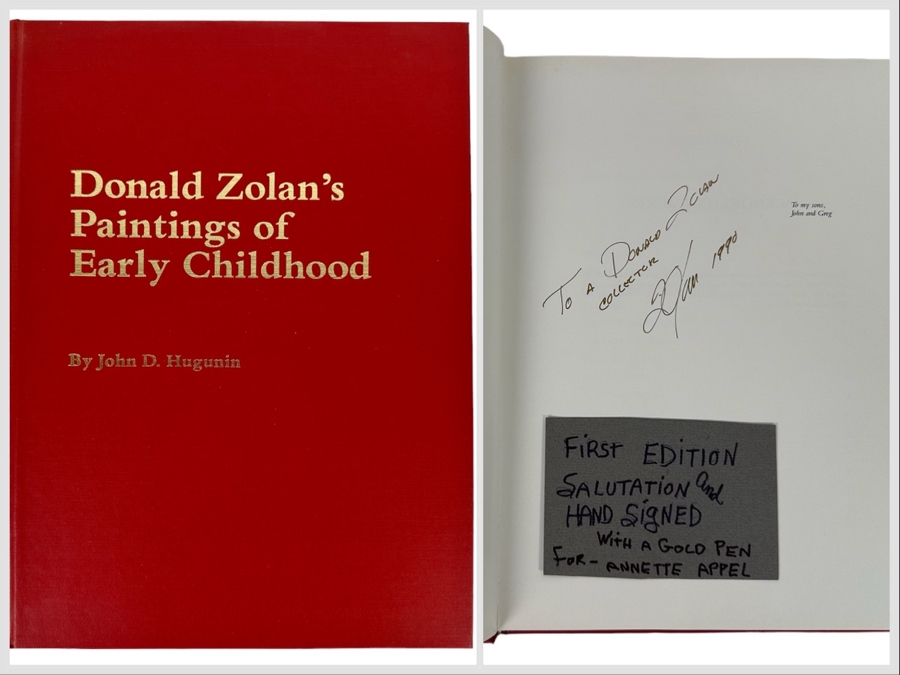 Donald Zolan's
Paintings of
Early Childhood
By John D. Hugunin
To my sons,
John and Greg
To A DONALD ZOLAN
COLLECTOR
1990
FiRST EDITION
SALUTATION and
HAND SigNED
WitH A GOLD PEN
FOR - ANNETTE APPEL